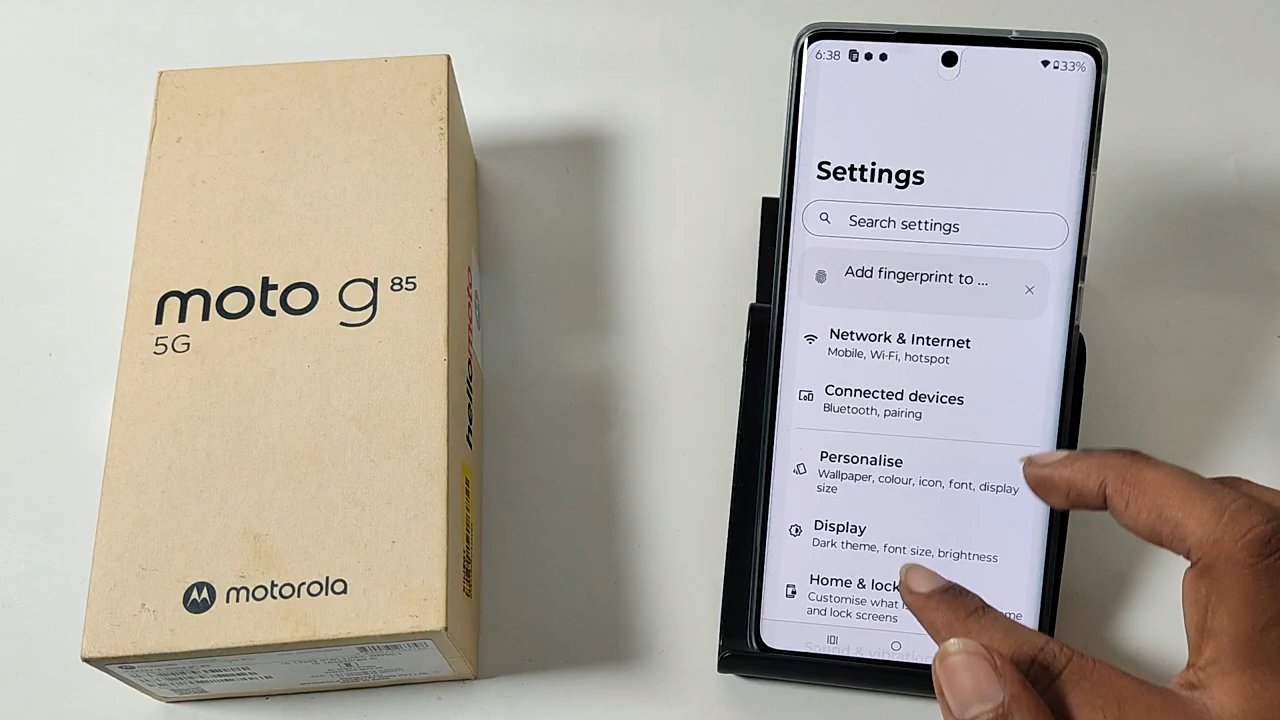 moto g 85
5G
hellomoto
motorola
6:38
33%
Settings
Search settings
Add fingerprint to ...
Network & Internet
Mobile, Wi-Fi, hotspot
Connected devices
Bluetooth, pairing
Personalise
Wallpaper, colour, icon, font, display
size
Display
Dark theme, font size, brightness
Home & lock
Customise what
and lock screens
Sound & vibration